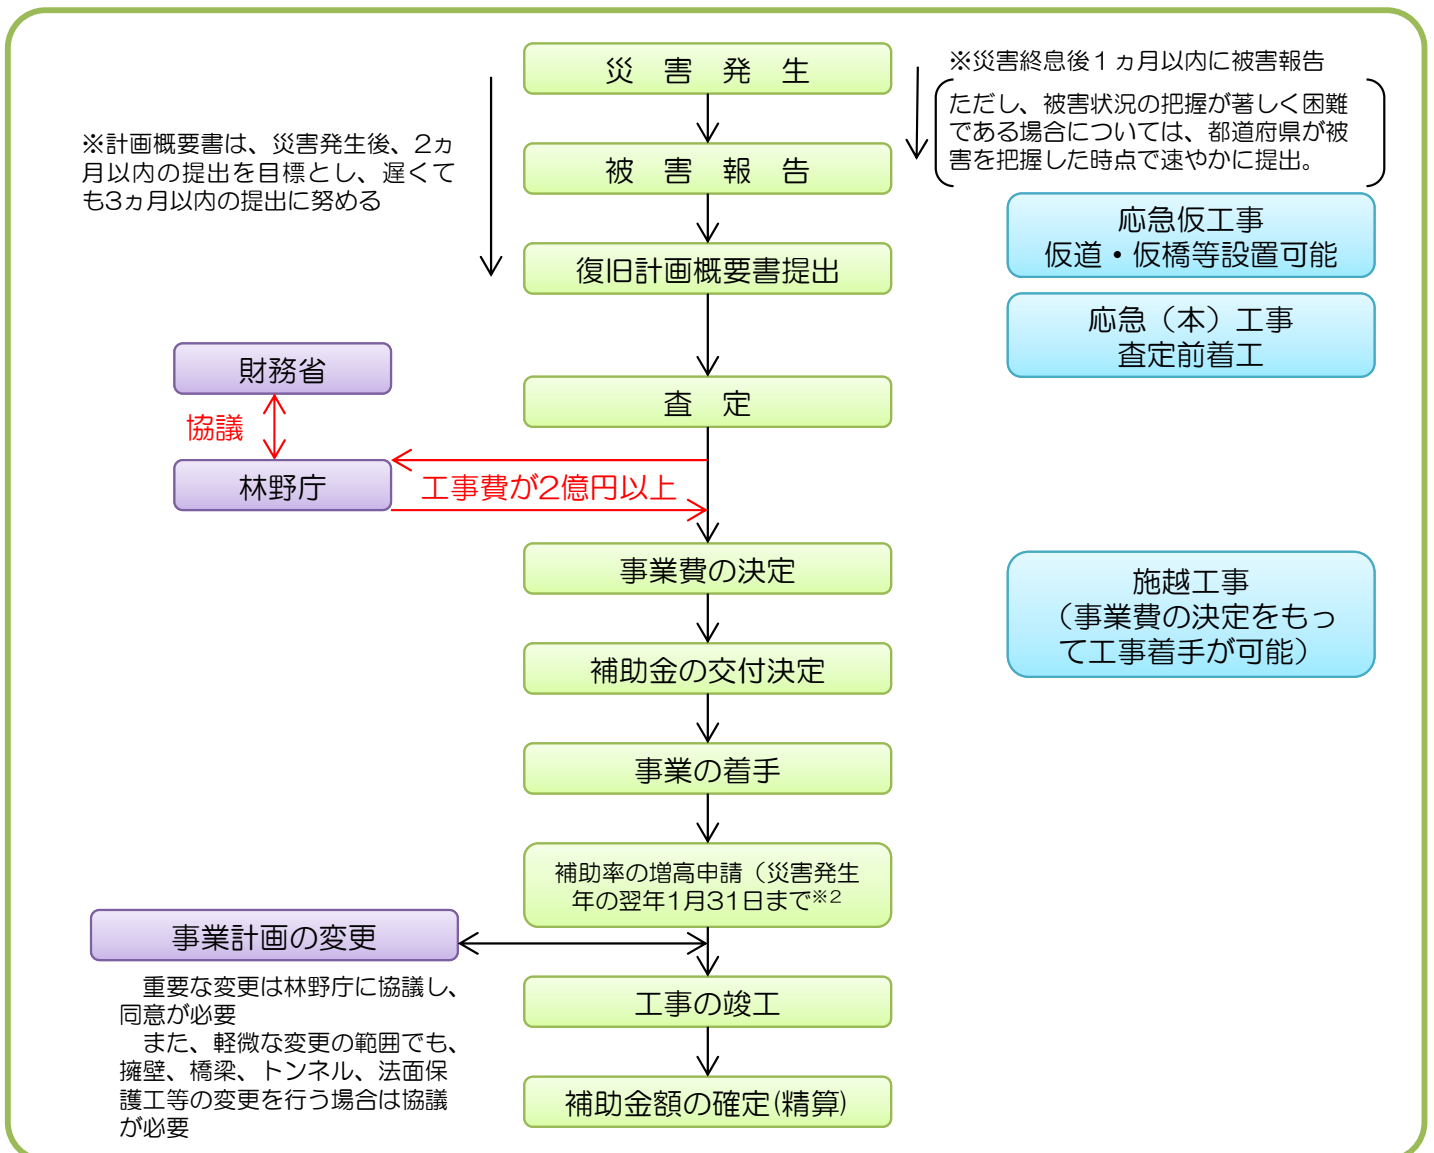 災　害　発　生
※災害終息後１ヵ月以内に被害報告
ただし、被害状況の把握が著しく困難
である場合については、都道府県が被
害を把握した時点で速やかに提出。
※計画概要書は、災害発生後、2ヵ
月以内の提出を目標とし、遅くて
も3ヵ月以内の提出に努める
被　害　報　告
応急仮工事
仮道・仮橋等設置可能
復旧計画概要書提出
応急（本）工事
査定前着工
財務省
査　定
協議
林野庁
工事費が2億円以上
事業費の決定
施越工事
（事業費の決定をもっ
て工事着手が可能）
補助金の交付決定
事業の着手
補助率の増高申請（災害発生
年の翌年1月31日まで※2
事業計画の変更
　重要な変更は林野庁に協議し、
同意が必要
　また、軽微な変更の範囲でも、
擁壁、橋梁、トンネル、法面保
護工等の変更を行う場合は協議
が必要
工事の竣工
補助金額の確定(精算)